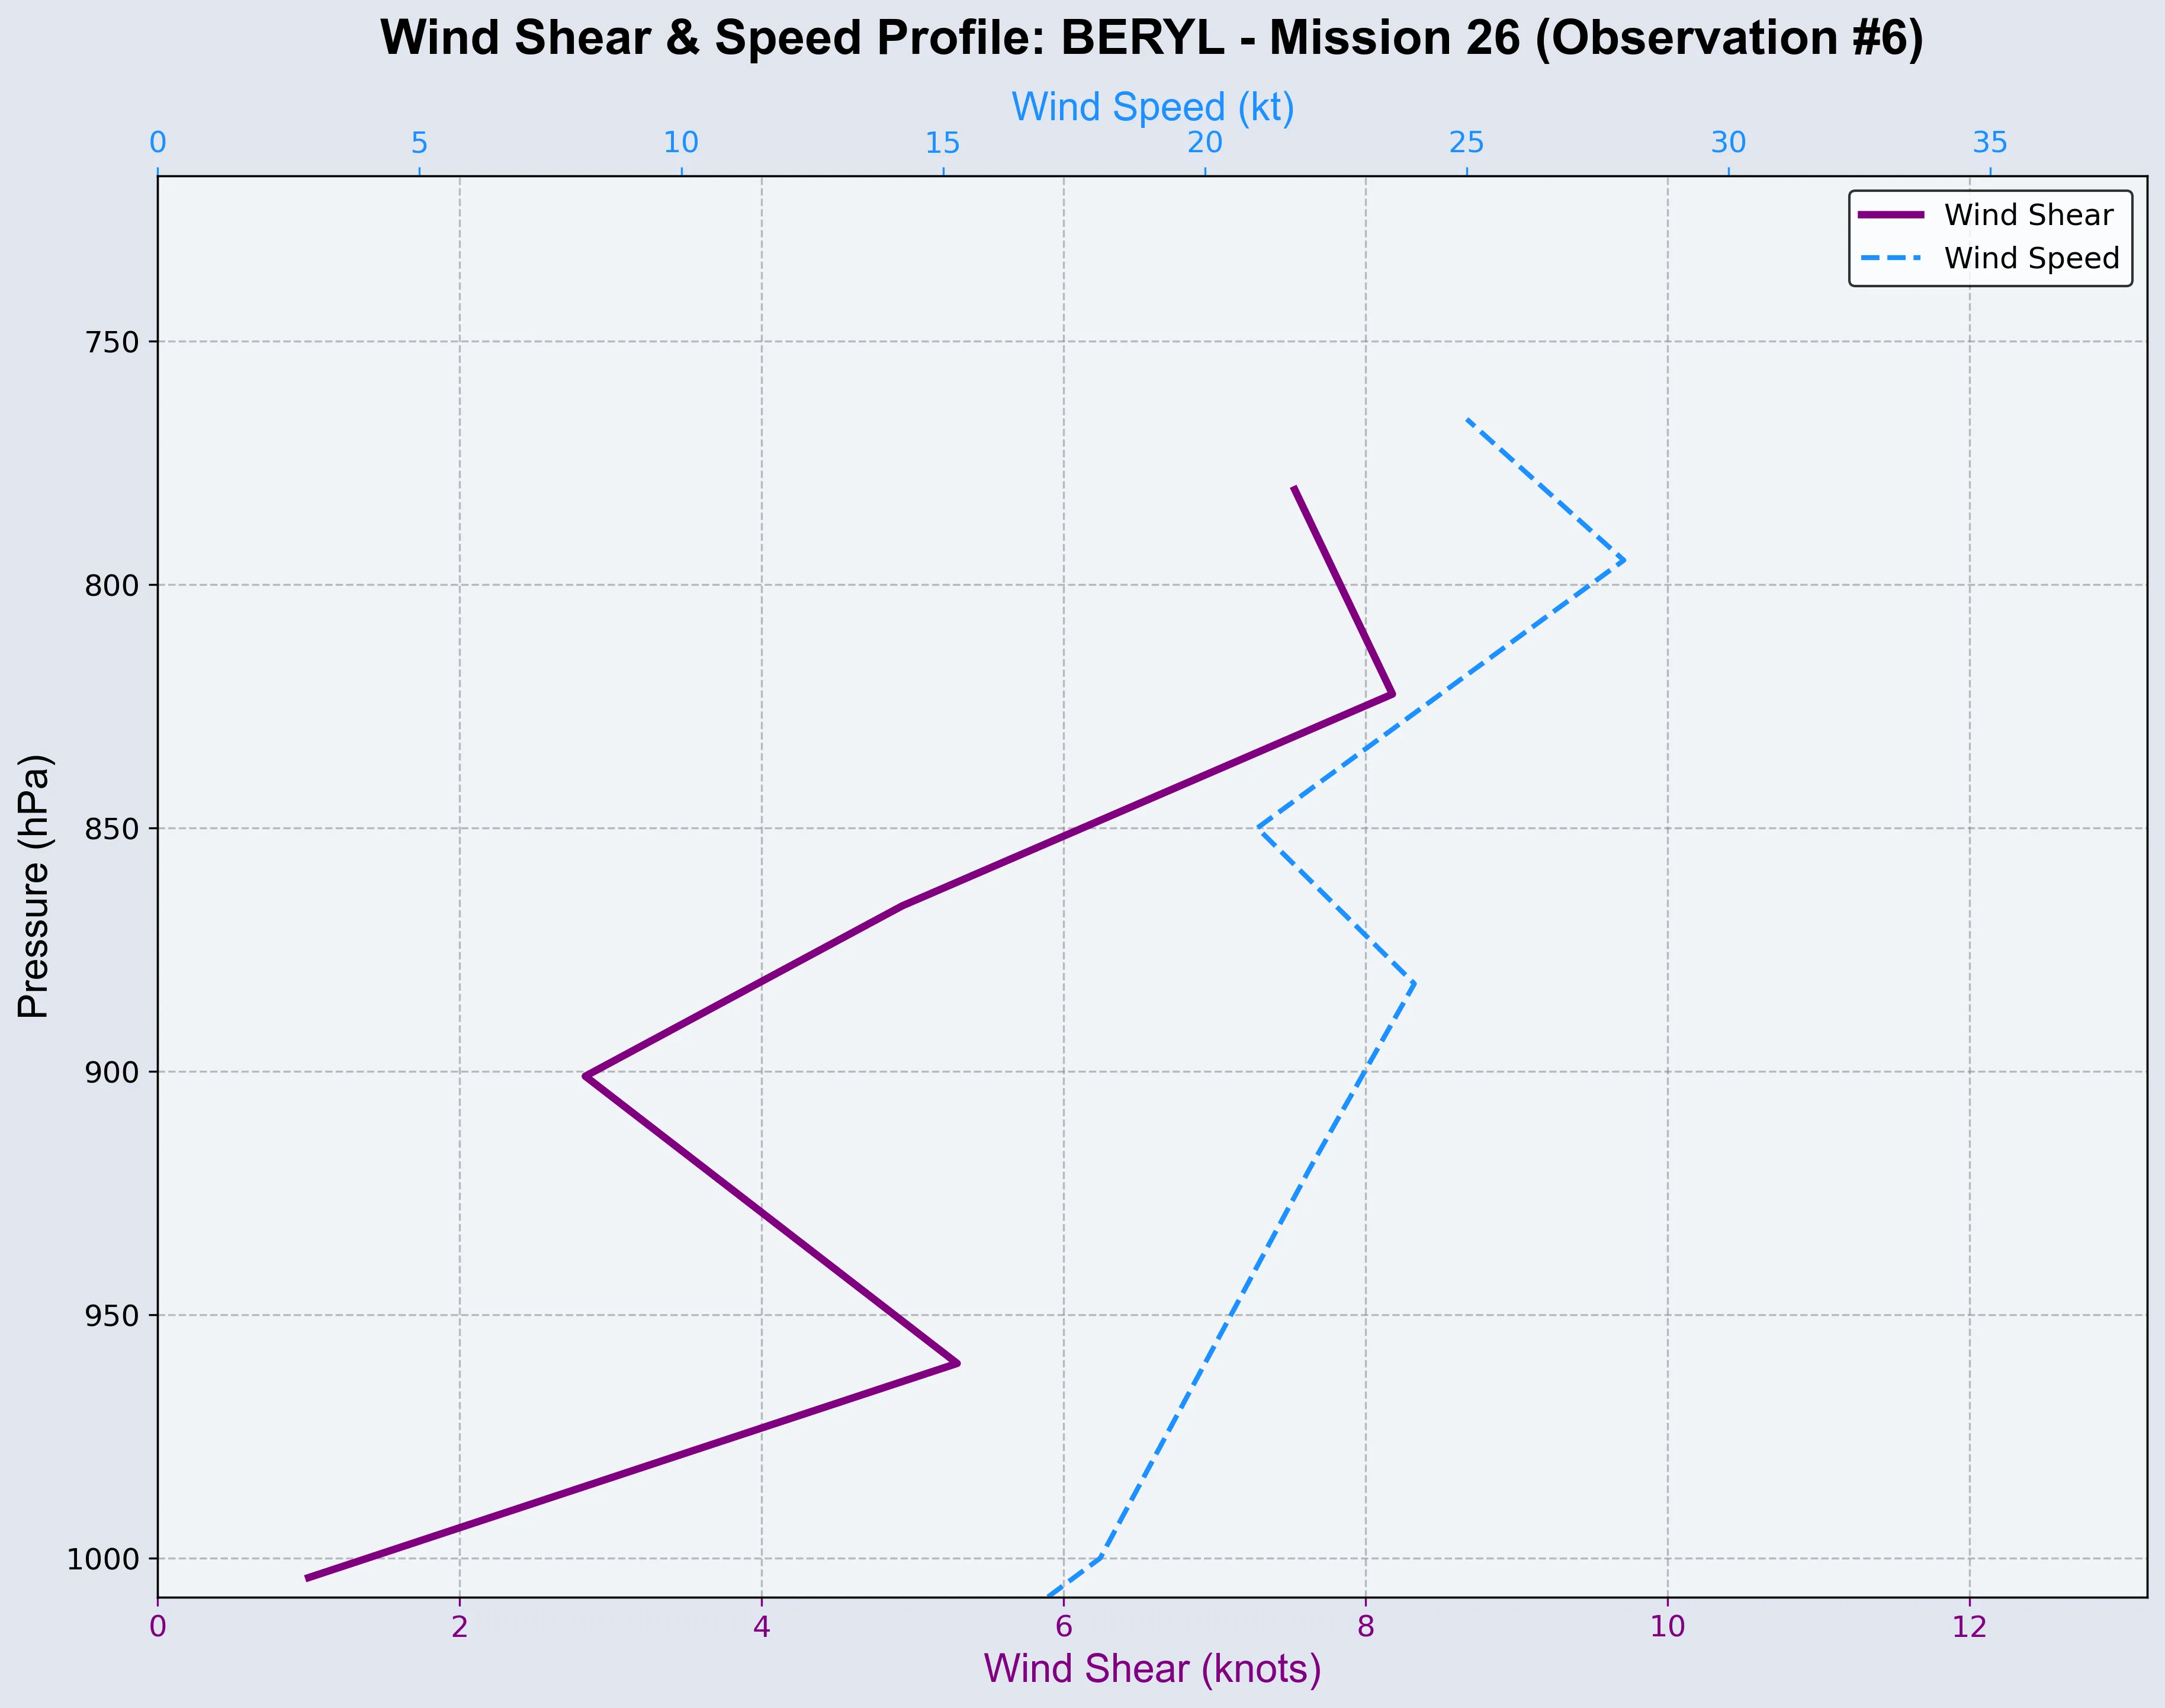 Wind Shear & Speed Profile: BERYL - Mission 26 (Observation #6)
Wind Speed (kt)
0 5 10 15 20 25 30 35
Wind Shear
Wind Speed
750
800
850
900
950
1000
Pressure (hPa)
0 2 4 6 8 10 12
Wind Shear (knots)